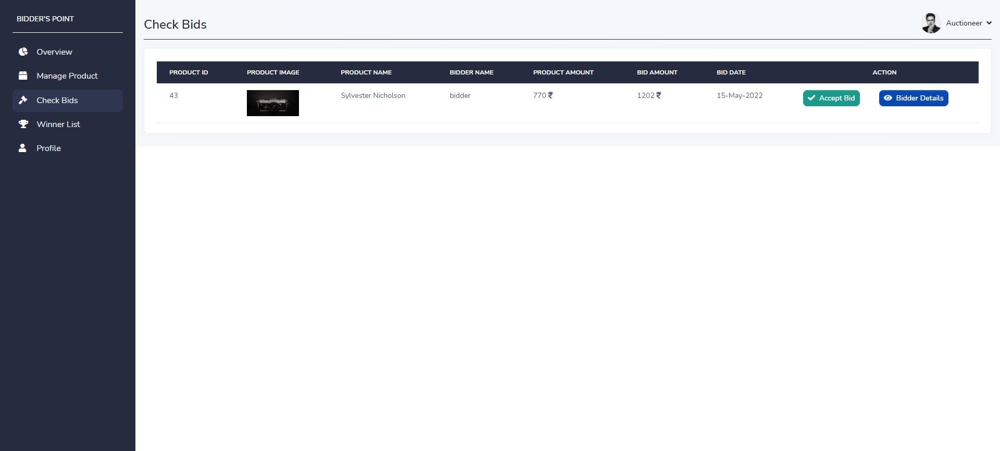 BIDDER'S POINT
Overview
Manage Product
Check Bids
Winner List
Profile
Check Bids
Auctioneer
PRODUCT ID PRODUCT IMAGE PRODUCT NAME BIDDER NAME PRODUCT AMOUNT BID AMOUNT BID DATE ACTION
43 Sylvester Nicholson bidder 770 ₹ 1202 ₹ 15-May-2022 Accept Bid Bidder Details